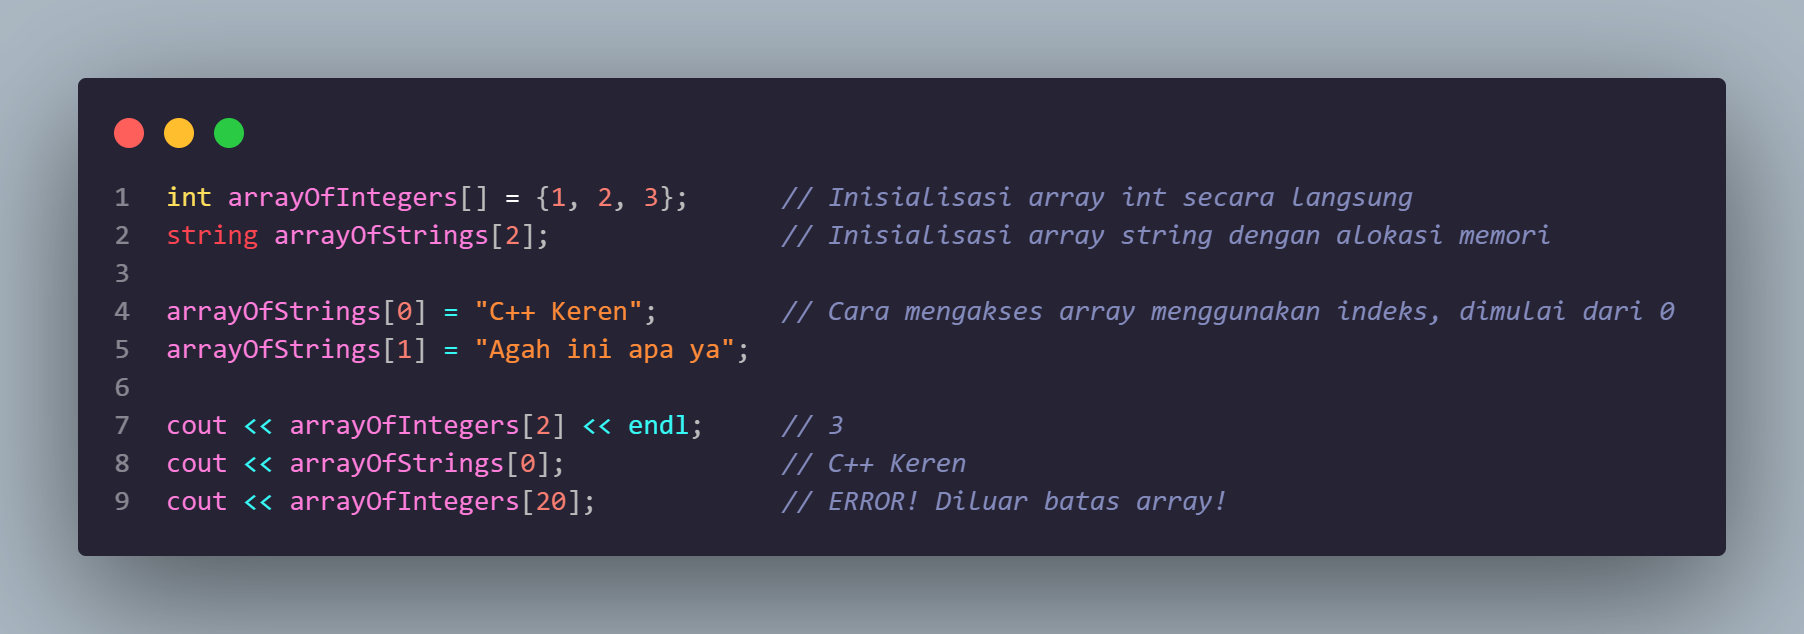 1 int arrayOfIntegers[] = {1, 2, 3};      // Inisialisasi array int secara langsung
2 string arrayOfStrings[2];               // Inisialisasi array string dengan alokasi memori
3
4 arrayOfStrings[0] = "C++ Keren";        // Cara mengakses array menggunakan indeks, dimulai dari 0
5 arrayOfStrings[1] = "Agah ini apa ya";
6
7 cout << arrayOfIntegers[2] << endl;     // 3
8 cout << arrayOfStrings[0];              // C++ Keren
9 cout << arrayOfIntegers[20];            // ERROR! Diluar batas array!